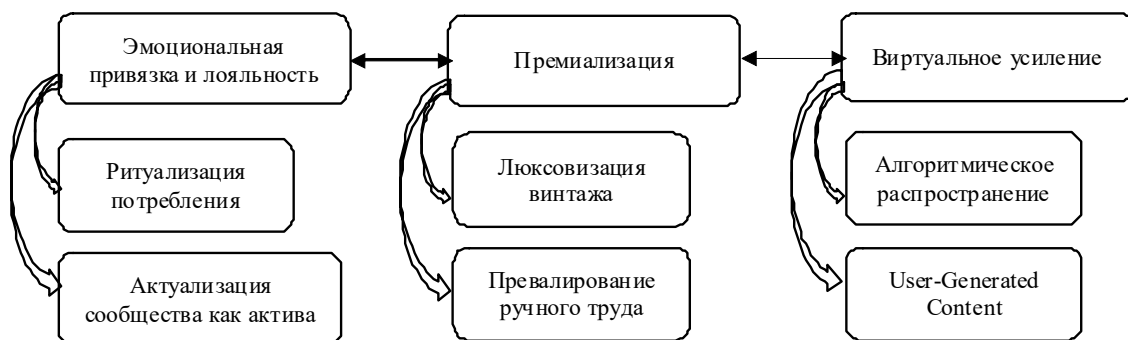 Эмоциональная
привязка и лояльность
Премиализация
Виртуальное усиление
Ритуализация
потребления
Люксовизация
винтажа
Алгоритмическое
распространение
Актуализация
сообщества как актива
Превалирование
ручного труда
User-Generated
Content